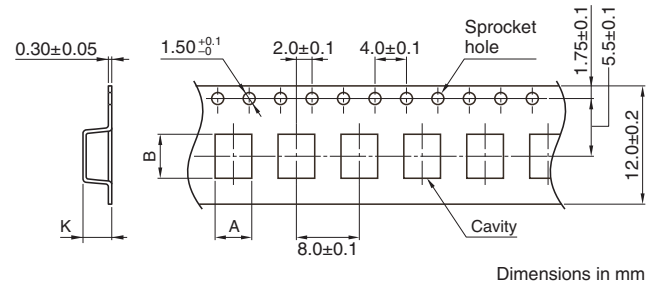 Sprocket
hole
0.30±0.05
1.50 +0.1 −0
2.0±0.1
4.0±0.1
1.75±0.1
5.5±0.1
12.0±0.2
B
K
A
8.0±0.1
Cavity
Dimensions in mm